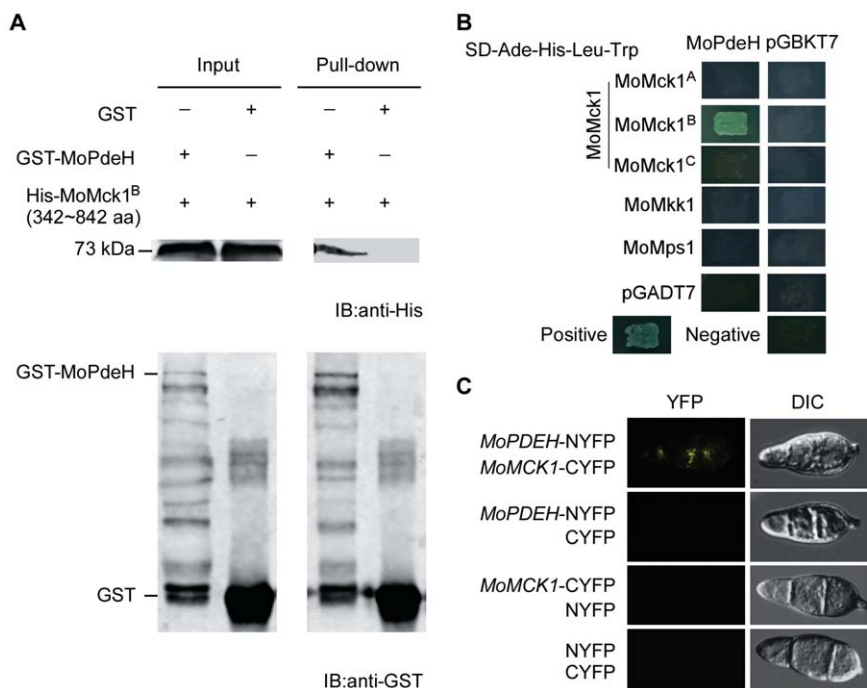 A
Input Pull-down
GST – + – +
GST-MoPdeH + – + –
His-MoMck1ᴮ + + + +
(342~842 aa)
73 kDa
IB:anti-His
GST-MoPdeH
GST
IB:anti-GST
B
SD-Ade-His-Leu-Trp
MoPdeH pGBKT7
MoMck1
MoMck1ᴬ
MoMck1ᴮ
MoMck1ᶜ
MoMkk1
MoMps1
pGADT7
Positive Negative
C
YFP DIC
MoPDEH-NYFP
MoMCK1-CYFP
MoPDEH-NYFP
CYFP
MoMCK1-CYFP
NYFP
NYFP
CYFP